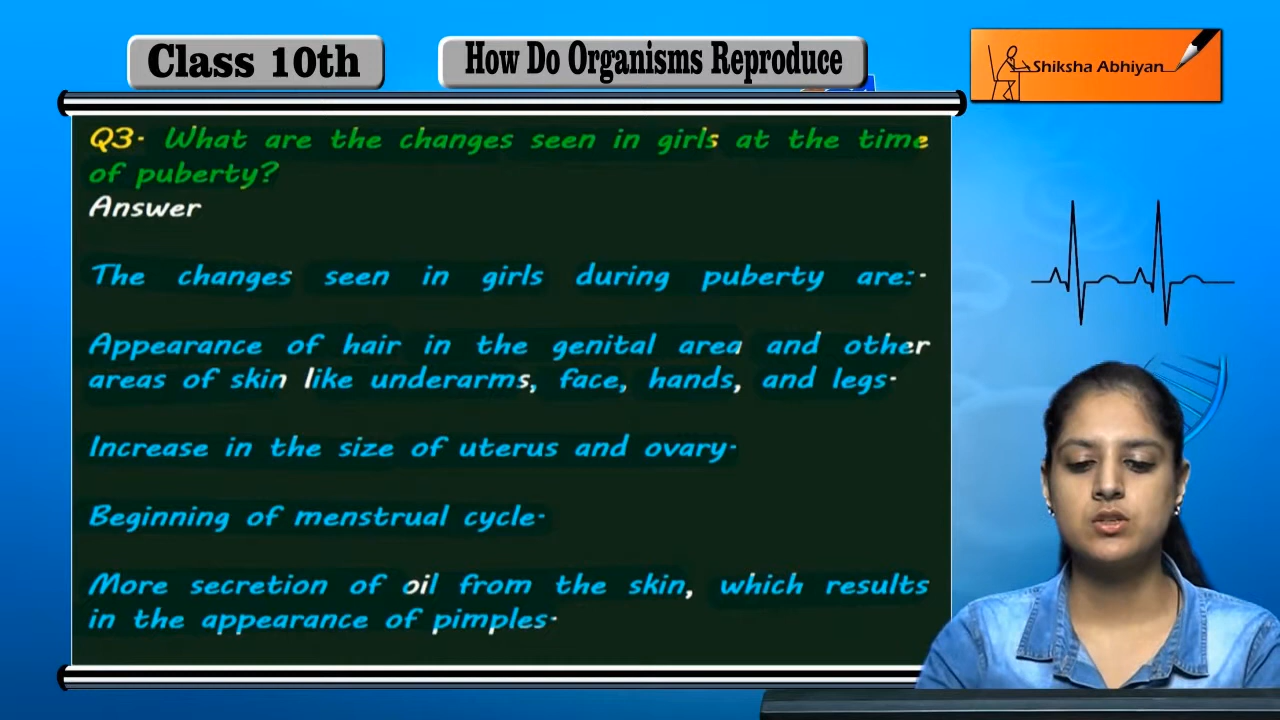 Class 10th
How Do Organisms Reproduce
Shiksha Abhiyan
Q3- What are the changes seen in girls at the time
of puberty?
Answer
The changes seen in girls during puberty are:-
Appearance of hair in the genital area and other
areas of skin like underarms, face, hands, and legs.
Increase in the size of uterus and ovary.
Beginning of menstrual cycle.
More secretion of oil from the skin, which results
in the appearance of pimples.